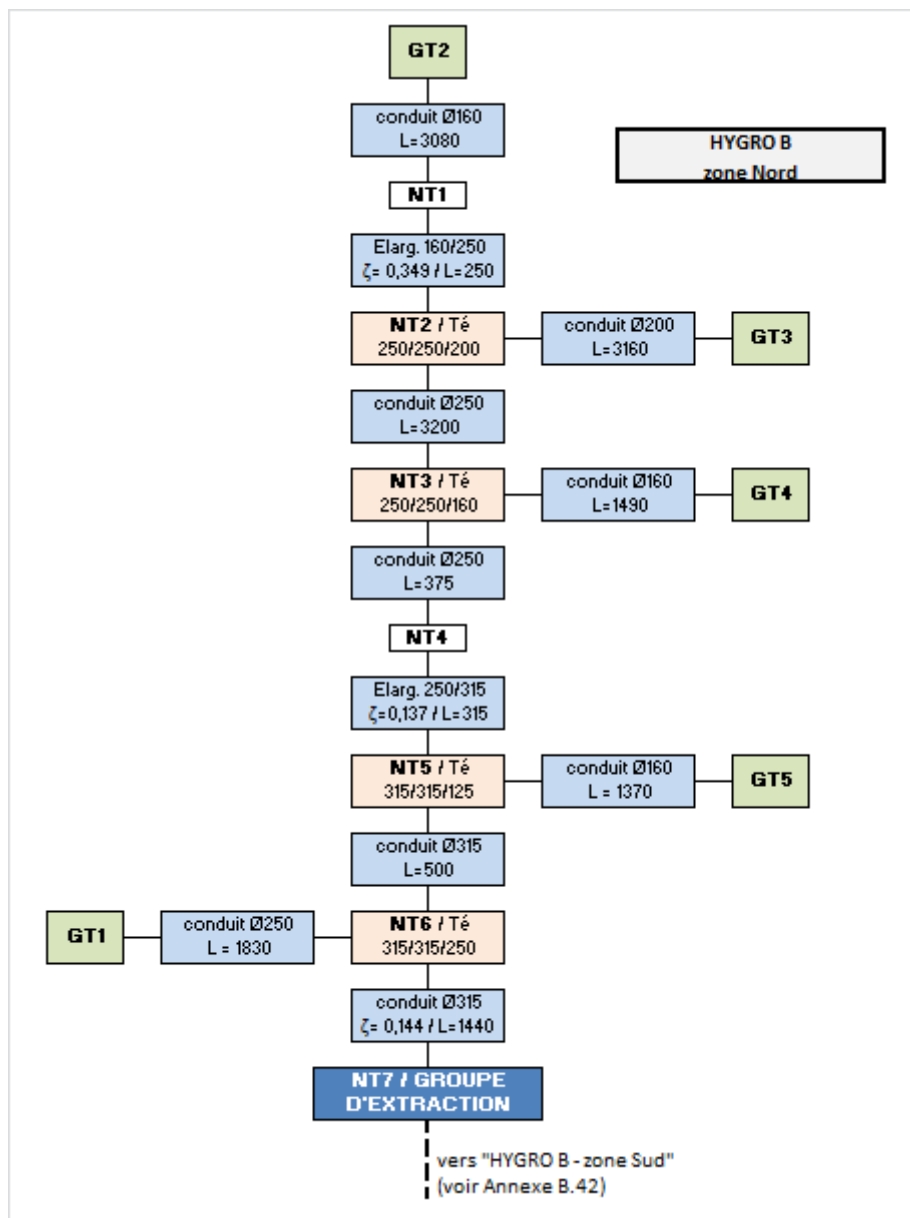 GT2
conduit Ø160
L=3080
HYGRO B
zone Nord
NT1
Elarg. 160/250
ζ= 0,349 / L=250
NT2 / Té
250/250/200
conduit Ø200
L=3160
GT3
conduit Ø250
L=3200
NT3 / Té
250/250/160
conduit Ø160
L=1490
GT4
conduit Ø250
L=375
NT4
Elarg. 250/315
ζ=0,137 / L=315
NT5 / Té
315/315/125
conduit Ø160
L = 1370
GT5
conduit Ø315
L=500
GT1
conduit Ø250
L = 1830
NT6 / Té
315/315/250
conduit Ø315
ζ= 0,144 / L=1440
NT7 / GROUPE
D'EXTRACTION
vers "HYGRO B - zone Sud"
(voir Annexe B.42)